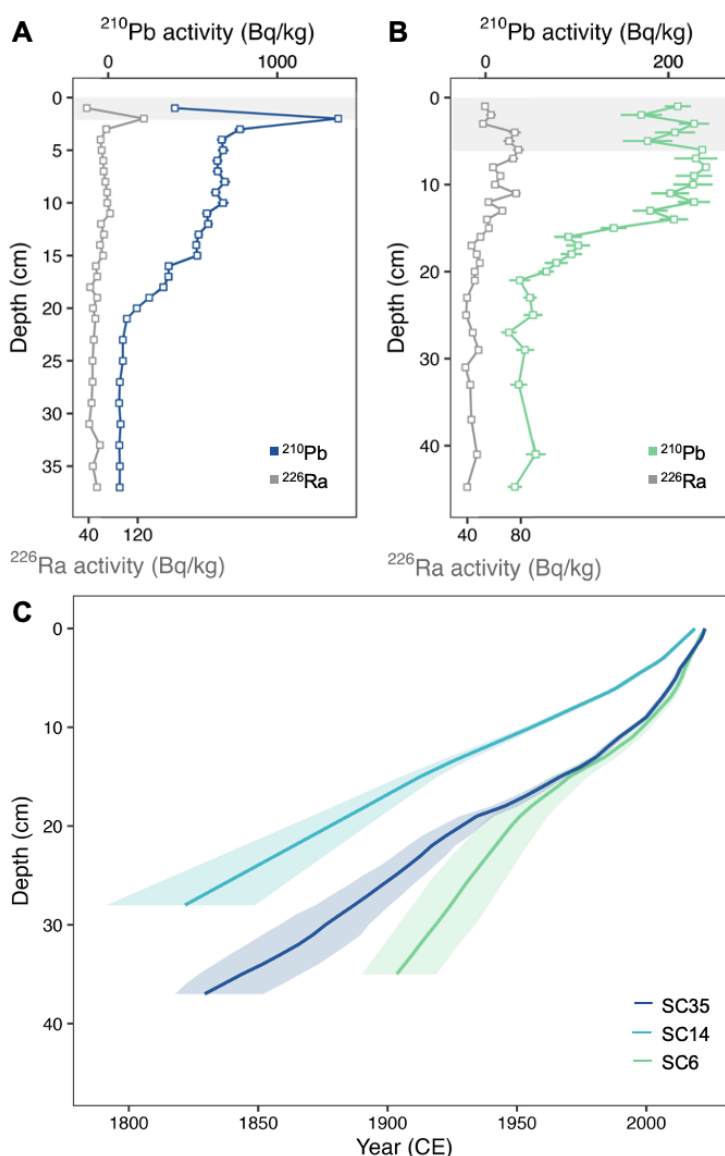 A
²¹⁰Pb activity (Bq/kg)
0 1000
Depth (cm)
0
5
10
15
20
25
30
35
²¹⁰Pb
²²⁶Ra
40 120
²²⁶Ra activity (Bq/kg)
B
²¹⁰Pb activity (Bq/kg)
0 200
Depth (cm)
0
10
20
30
40
²¹⁰Pb
²²⁶Ra
40 80
²²⁶Ra activity (Bq/kg)
C
Depth (cm)
0
10
20
30
40
SC35
SC14
SC6
1800 1850 1900 1950 2000
Year (CE)